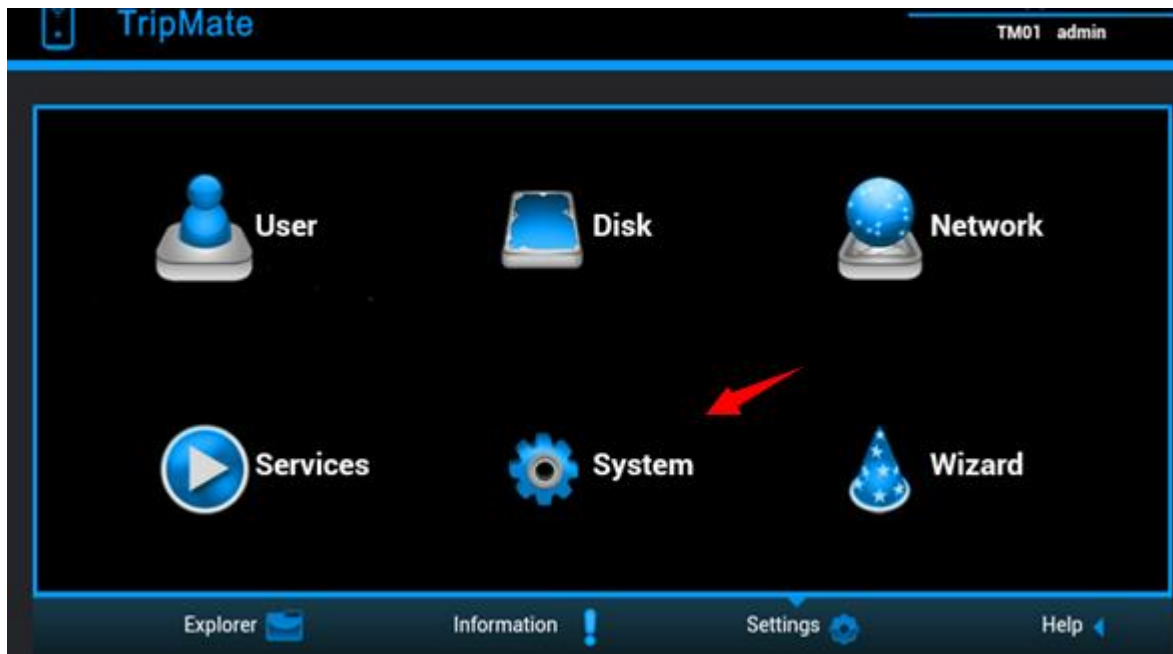 TripMate
TM01 admin
User
Disk
Network
Services
System
Wizard
Explorer
Information
Settings
Help